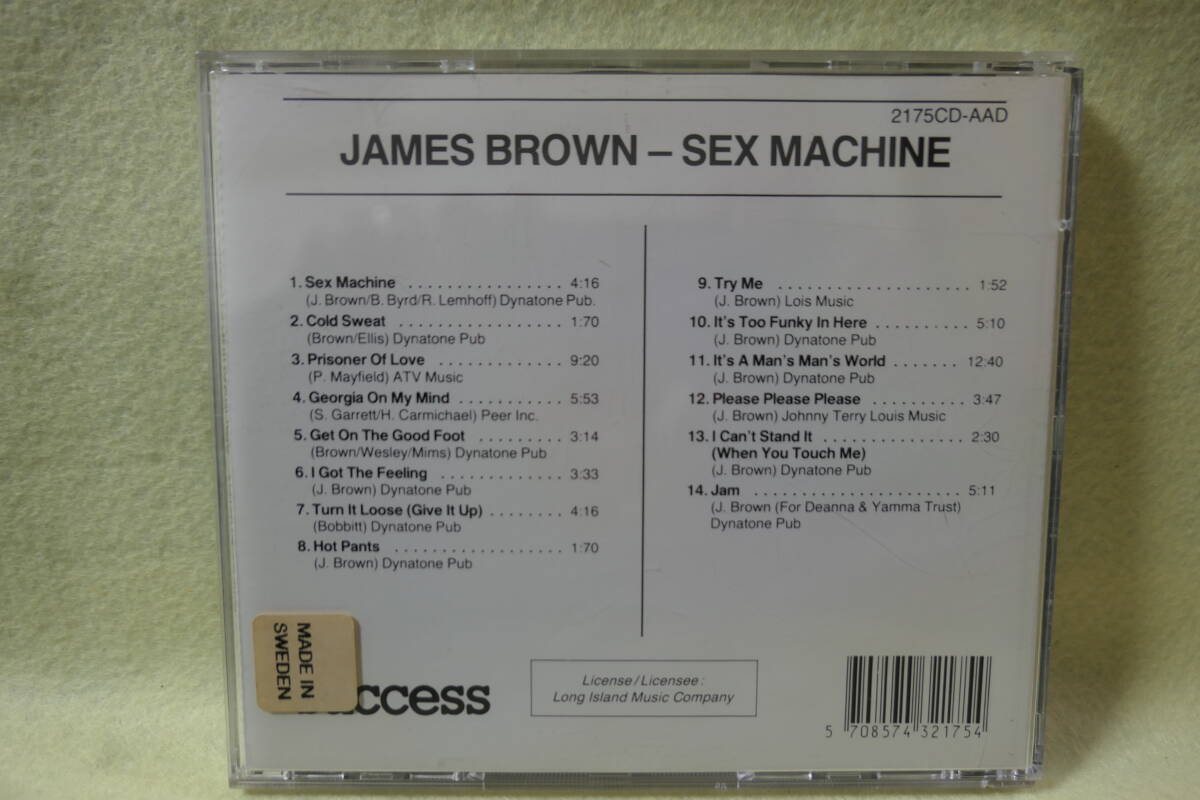 2175CD-AAD
JAMES BROWN – SEX MACHINE
1. Sex Machine . . . . . . . . . . . . . . . . 4:16
(J. Brown/B. Byrd/R. Lemhoff) Dynatone Pub.
2. Cold Sweat . . . . . . . . . . . . . . . . . 1:70
(Brown/Ellis) Dynatone Pub
3. Prisoner Of Love . . . . . . . . . . . . . 9:20
(P. Mayfield) ATV Music
4. Georgia On My Mind . . . . . . . . . . . 5:53
(S. Garrett/H. Carmichael) Peer Inc.
5. Get On The Good Foot . . . . . . . . . 3:14
(Brown/Wesley/Mims) Dynatone Pub
6. I Got The Feeling . . . . . . . . . . . . . 3:33
(J. Brown) Dynatone Pub
7. Turn It Loose (Give It Up) . . . . . . . . 4:16
(Bobbitt) Dynatone Pub
8. Hot Pants . . . . . . . . . . . . . . . . . . 1:70
(J. Brown) Dynatone Pub
9. Try Me . . . . . . . . . . . . . . . . . . . . 1:52
(J. Brown) Lois Music
10. It's Too Funky In Here . . . . . . . . . . 5:10
(J. Brown) Dynatone Pub
11. It's A Man's Man's World . . . . . . . 12:40
(J. Brown) Dynatone Pub
12. Please Please Please . . . . . . . . . . 3:47
(J. Brown) Johnny Terry Louis Music
13. I Can't Stand It . . . . . . . . . . . . . . . 2:30
(When You Touch Me)
(J. Brown) Dynatone Pub
14. Jam . . . . . . . . . . . . . . . . . . . . . . 5:11
(J. Brown (For Deanna & Yamma Trust)
Dynatone Pub
MADE IN
SWEDEN
License/Licensee:
Long Island Music Company
5 708574 321754